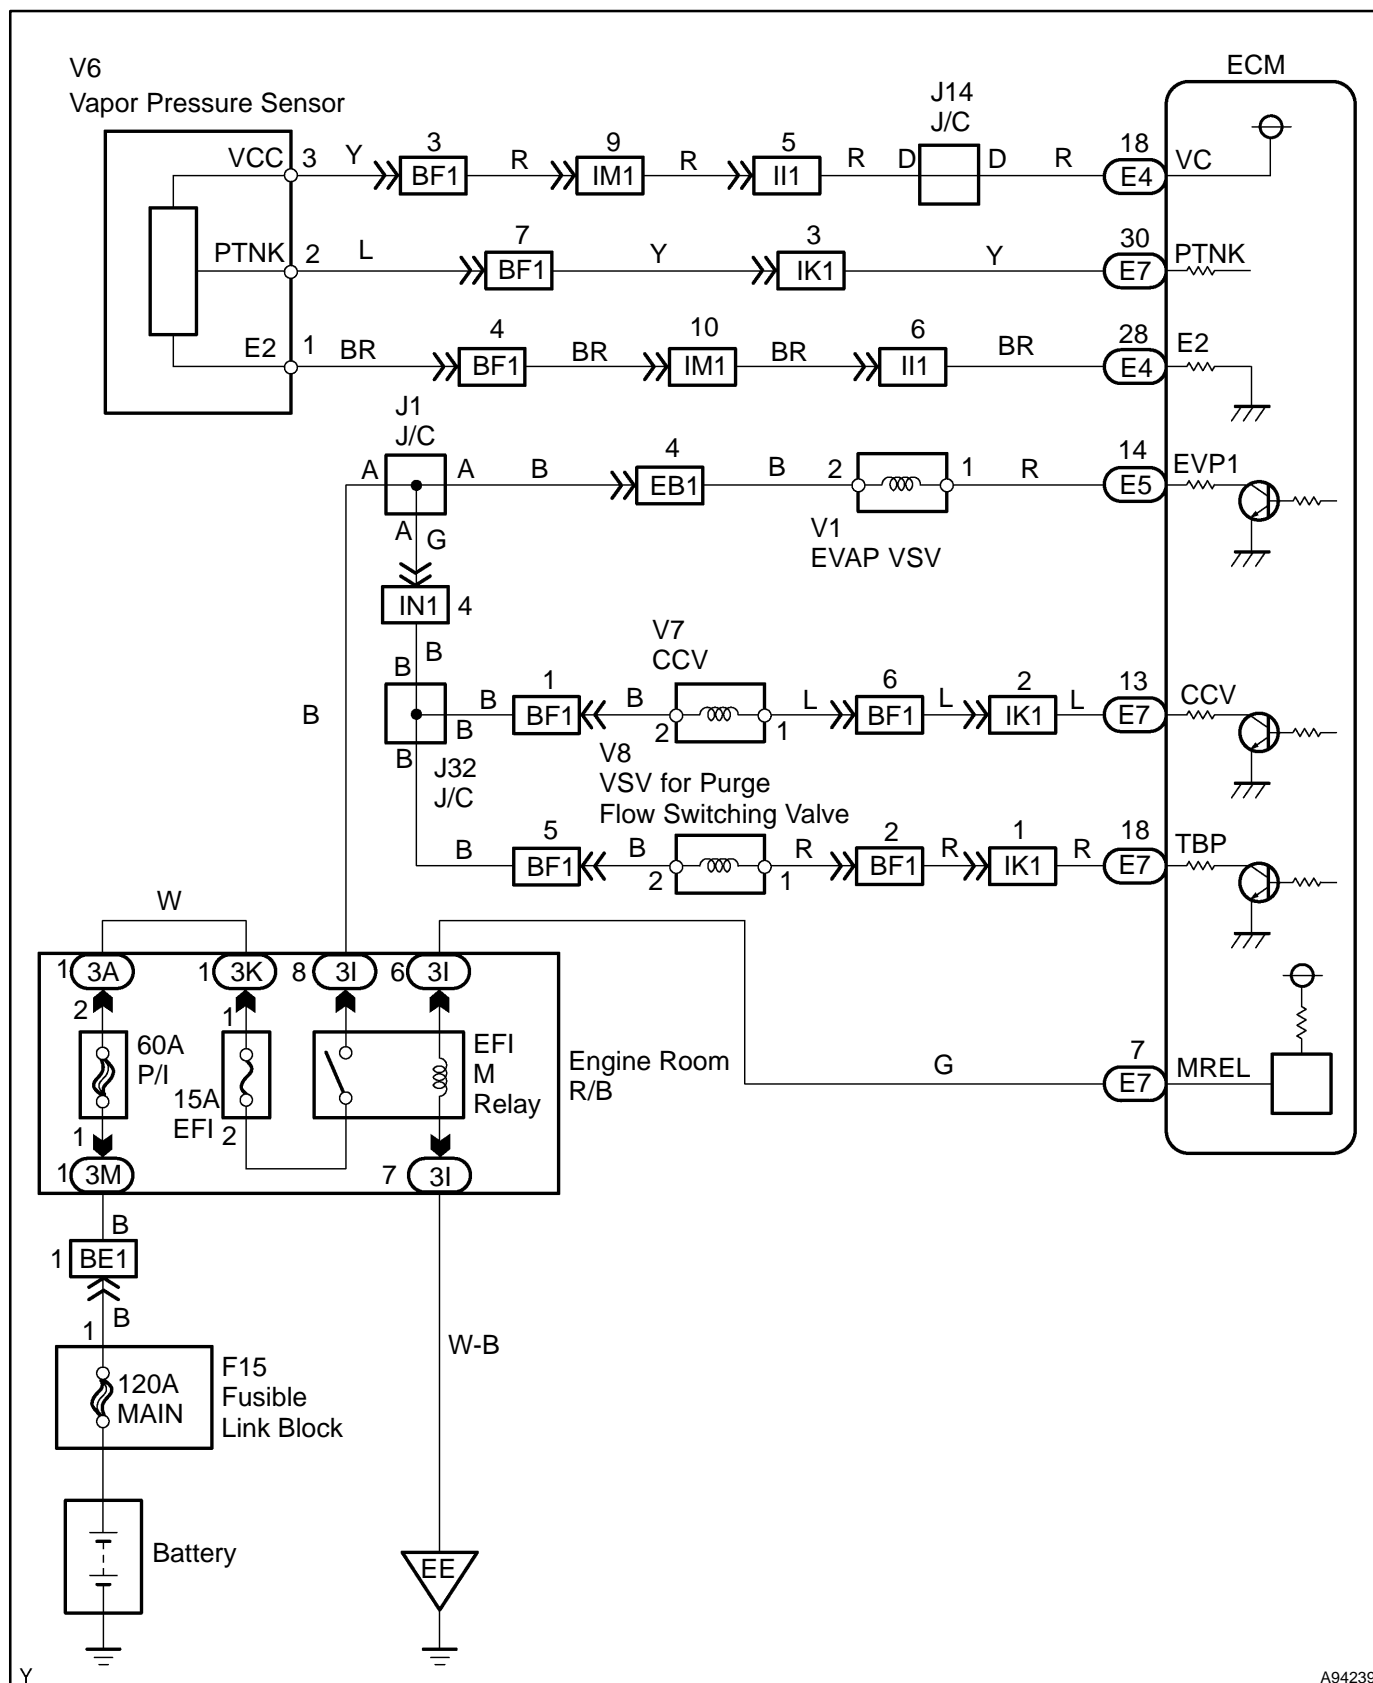 V6
Vapor Pressure Sensor
ECM
J14
J/C
VCC 3 Y 3 BF1 R 9 IM1 R 5 II1 R D D R 18 E4 VC
PTNK 2 L 7 BF1 Y 3 IK1 Y 30 E7 PTNK
E2 1 BR 4 BF1 BR 10 IM1 BR 6 II1 BR 28 E4 E2
J1
J/C
A A B 4 EB1 B 2 1 R 14 E5 EVP1
V1
EVAP VSV
A G
IN1 4
B
B
V7
CCV
B 1 BF1 B 2 1 L 6 BF1 L 2 IK1 L 13 E7 CCV
B
B
B
J32
J/C
V8
VSV for Purge
Flow Switching Valve
B 5 BF1 B 2 1 R 2 BF1 R 1 IK1 R 18 E7 TBP
W
1 3A 1 3K 8 3I 6 3I
2 1
60A
P/I
15A
EFI
1 2
EFI
M
Relay
Engine Room
R/B
G 7 E7 MREL
1 3M 7 3I
B
1 BE1
B
1
W-B
120A
MAIN
F15
Fusible
Link Block
Battery
EE
Y
A94239